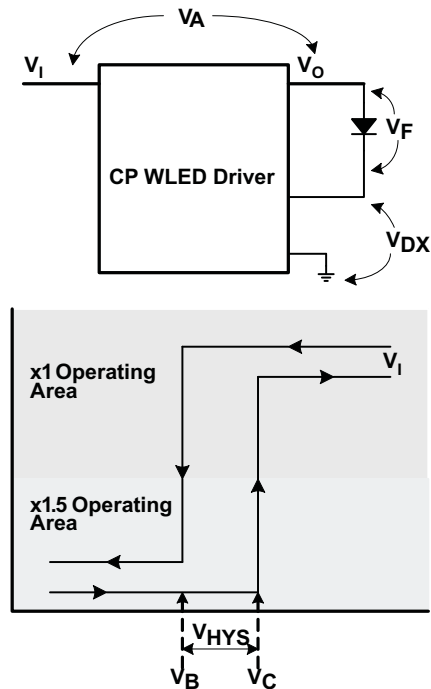 VA
VI
VO
VF
CP WLED Driver
VDX
x1 Operating
Area
VI
x1.5 Operating
Area
VHYS
VB
VC